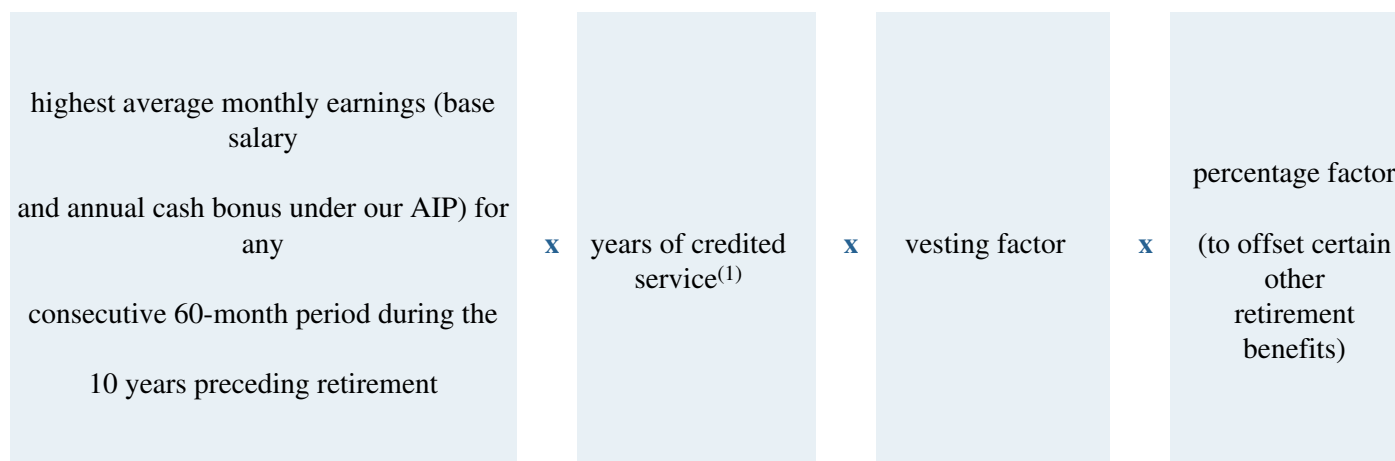 highest average monthly earnings (base
salary
and annual cash bonus under our AIP) for
any
consecutive 60-month period during the
10 years preceding retirement
x
years of credited
service(1)
x
vesting factor
x
percentage factor
(to offset certain
other
retirement
benefits)